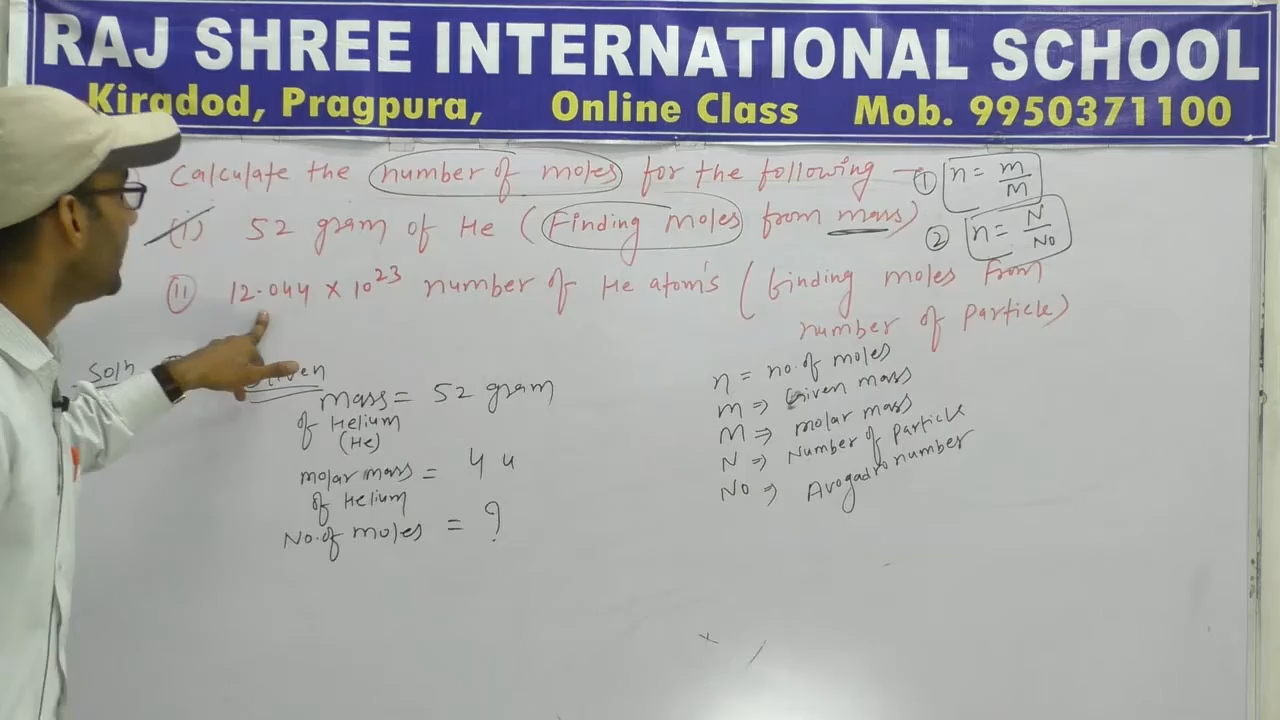 RAJ SHREE INTERNATIONAL SCHOOL
Kiradod, Pragpura, Online Class Mob. 9950371100
Calculate the number of moles for the following –
(i) 52 gram of He (Finding moles from mass)
(ii) 12.044 × 10²³ number of He atom's (finding moles from
number of particle)
① n = m/M
② n = N/No
Soln
Given
mass = 52 gram
of Helium
(He)
molar mass = 4 u
of Helium
No. of moles = ?
n = no. of moles
m => Given mass
M => molar mass
N => Number of particle
No => Avogadro number